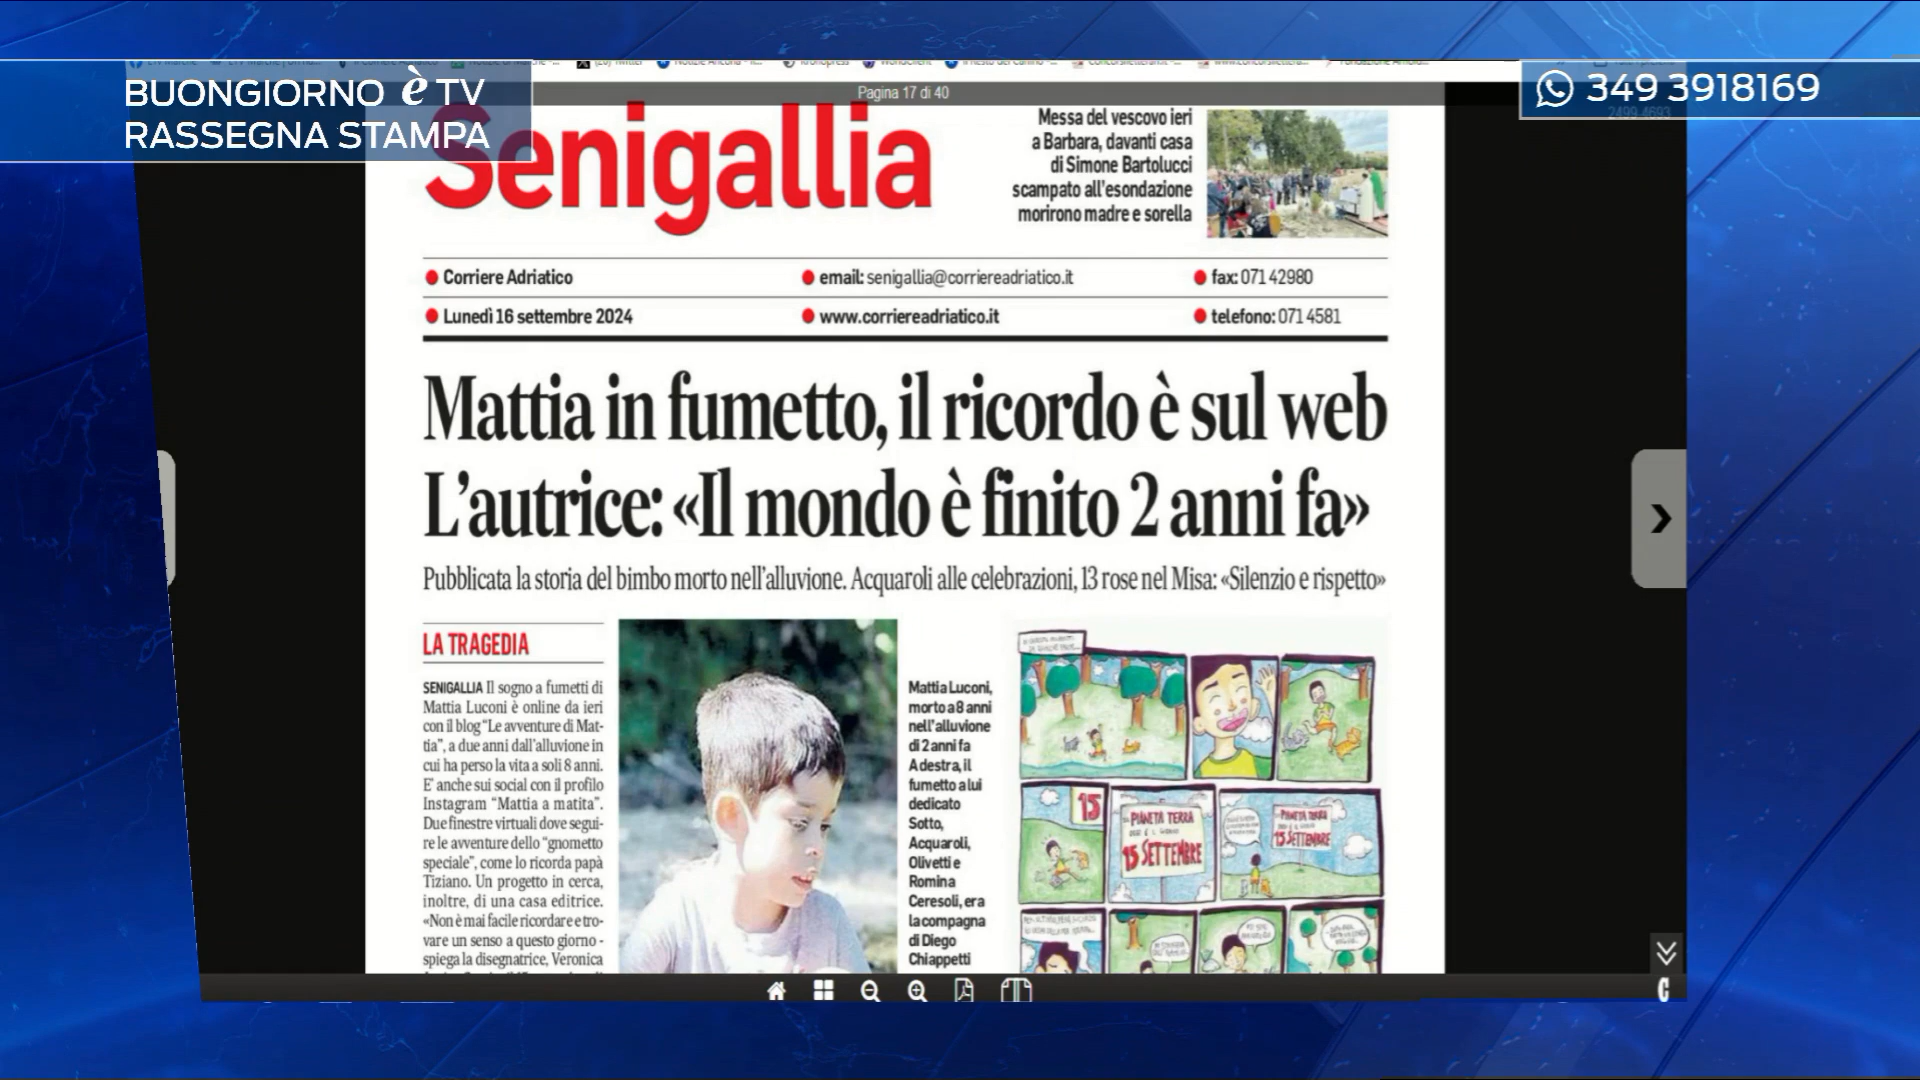 BUONGIORNO è TV
RASSEGNA STAMPA
349 3918169
Pagina 17 di 40
Senigallia
Messa del vescovo ieri
a Barbara, davanti casa
di Simone Bartolucci
scampato all'esondazione
morirono madre e sorella
Corriere Adriatico
email: senigallia@corriereadriatico.it
fax: 071 42980
Lunedì 16 settembre 2024
www.corriereadriatico.it
telefono: 071 4581
Mattia in fumetto, il ricordo è sul web
L'autrice: «Il mondo è finito 2 anni fa»
Pubblicata la storia del bimbo morto nell'alluvione. Acquaroli alle celebrazioni, 13 rose nel Misa: «Silenzio e rispetto»
LA TRAGEDIA
SENIGALLIA Il sogno a fumetti di
Mattia Luconi è online da ieri
con il blog "Le avventure di Mat-
tia", a due anni dall'alluvione in
cui ha perso la vita a soli 8 anni.
E' anche sui social con il profilo
Instagram "Mattia a matita".
Due finestre virtuali dove segui-
re le avventure dello "gnometto
speciale", come lo ricorda papà
Tiziano. Un progetto in cerca,
inoltre, di una casa editrice.
«Non è mai facile ricordare e tro-
vare un senso a questo giorno -
spiega la disegnatrice, Veronica
Mattia Luconi,
morto a 8 anni
nell'alluvione
di 2 anni fa
A destra, il
fumetto a lui
dedicato
Sotto,
Acquaroli,
Olivetti e
Romina
Ceresoli, era
la compagna
di Diego
Chiappetti
15
PIANETA TERRA
OGGI È IL GIORNO
15 SETTEMBRE
PIANETA TERRA
15 SETTEMBRE